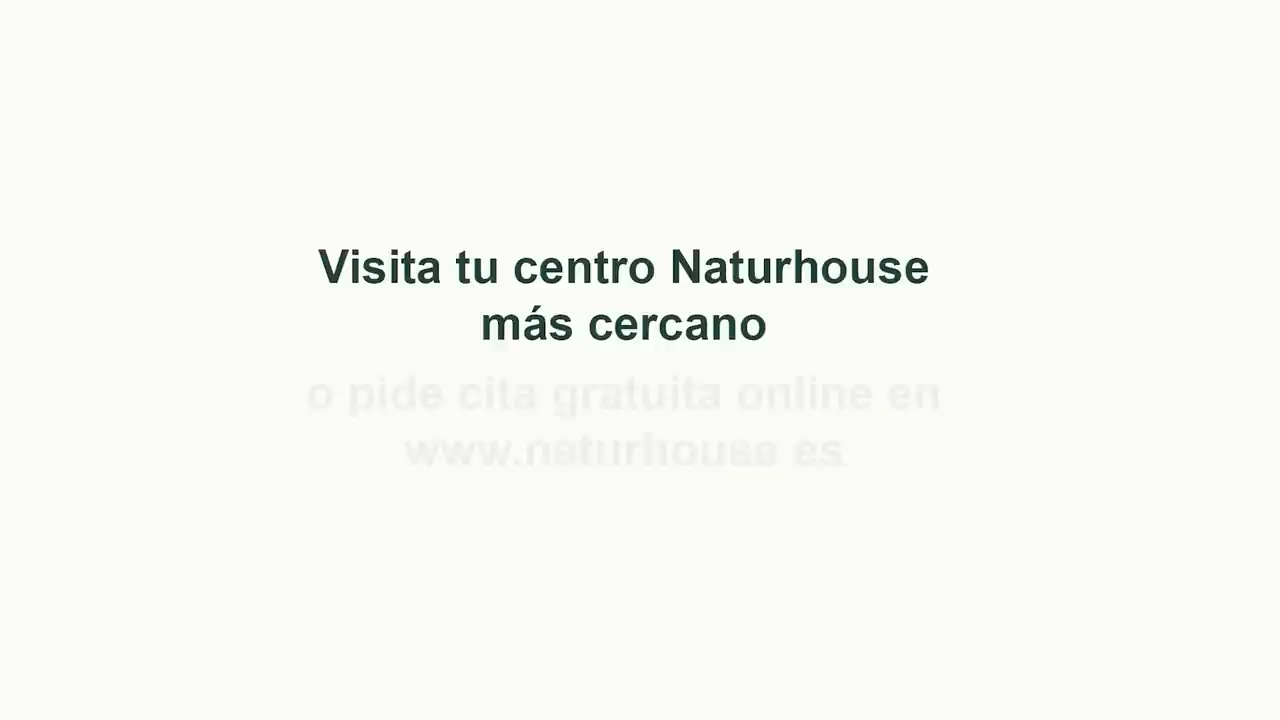 Visita tu centro Naturhouse
más cercano
o pide cita gratuita online en
www.naturhouse.es